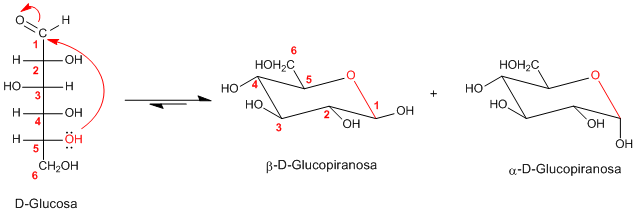 O H
1
H OH
2
HO H
3
H OH
4
H OH
5
CH₂OH
6
D-Glucosa
6
HOH₂C
4 5 O
HO
HO 2 1 OH
3 OH
β-D-Glucopiranosa
+
HOH₂C
O
HO
HO
OH
OH
α-D-Glucopiranosa